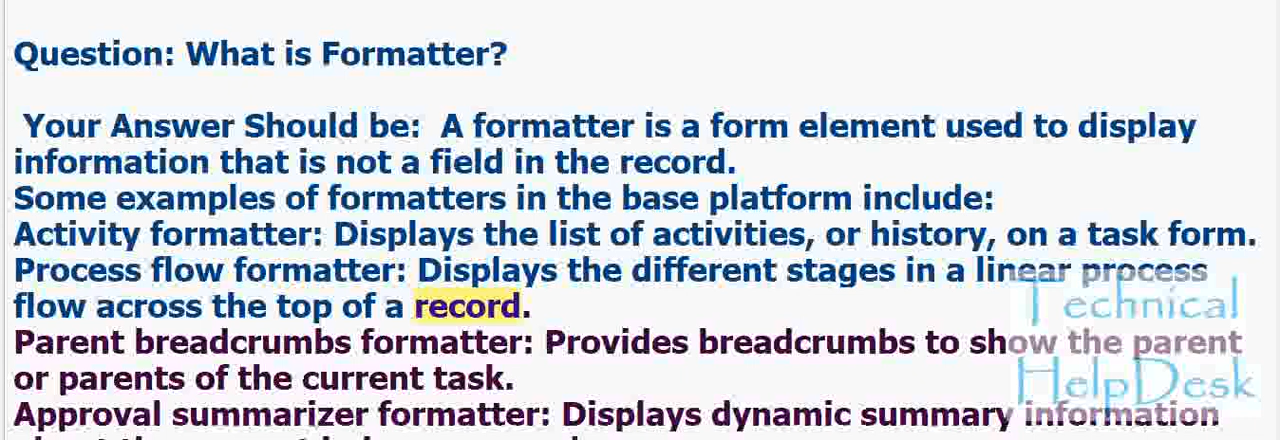 Question: What is Formatter?
Your Answer Should be: A formatter is a form element used to display
information that is not a field in the record.
Some examples of formatters in the base platform include:
Activity formatter: Displays the list of activities, or history, on a task form.
Process flow formatter: Displays the different stages in a linear process
flow across the top of a record.
Parent breadcrumbs formatter: Provides breadcrumbs to show the parent
or parents of the current task.
Approval summarizer formatter: Displays dynamic summary information
Technical
HelpDesk